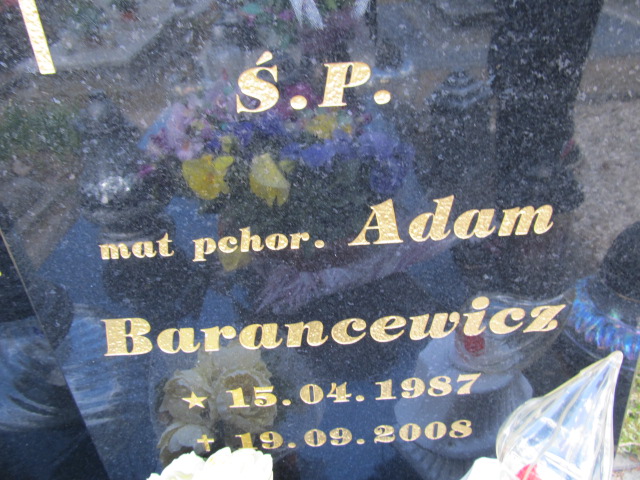 Ś.P.
mat pchor. Adam
Barancewicz
★ 15.04.1987
✝ 19.09.2008